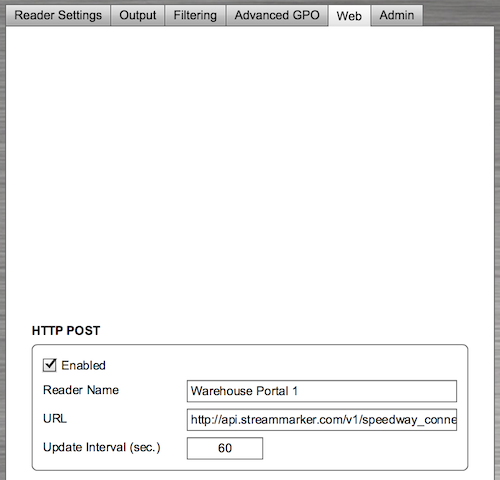 Reader Settings Output Filtering Advanced GPO Web Admin
HTTP POST
Enabled
Reader Name Warehouse Portal 1
URL http://api.streammarker.com/v1/speedway_conne
Update Interval (sec.) 60